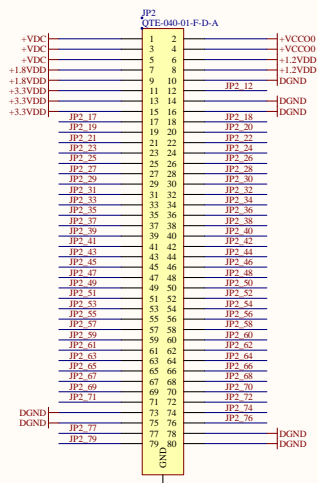 JP2
QTE-040-01-F-D-A
+VDC 1 2 +VCCO0
+VDC 3 4 +VCCO0
+VDC 5 6 +1.2VDD
+1.8VDD 7 8 +1.2VDD
+1.8VDD 9 10 DGND
+3.3VDD 11 12 JP2_12
+3.3VDD 13 14 DGND
+3.3VDD 15 16 DGND
JP2_17 17 18 JP2_18
JP2_19 19 20 JP2_20
JP2_21 21 22 JP2_22
JP2_23 23 24 JP2_24
JP2_25 25 26 JP2_26
JP2_27 27 28 JP2_28
JP2_29 29 30 JP2_30
JP2_31 31 32 JP2_32
JP2_33 33 34 JP2_34
JP2_35 35 36 JP2_36
JP2_37 37 38 JP2_38
JP2_39 39 40 JP2_40
JP2_41 41 42 JP2_42
JP2_43 43 44 JP2_44
JP2_45 45 46 JP2_46
JP2_47 47 48 JP2_48
JP2_49 49 50 JP2_50
JP2_51 51 52 JP2_52
JP2_53 53 54 JP2_54
JP2_55 55 56 JP2_56
JP2_57 57 58 JP2_58
JP2_59 59 60 JP2_60
JP2_61 61 62 JP2_62
JP2_63 63 64 JP2_64
JP2_65 65 66 JP2_66
JP2_67 67 68 JP2_68
JP2_69 69 70 JP2_70
JP2_71 71 72 JP2_72
DGND 73 74 JP2_74
DGND 75 76 JP2_76
JP2_77 77 78 DGND
JP2_79 79 80 DGND
GND